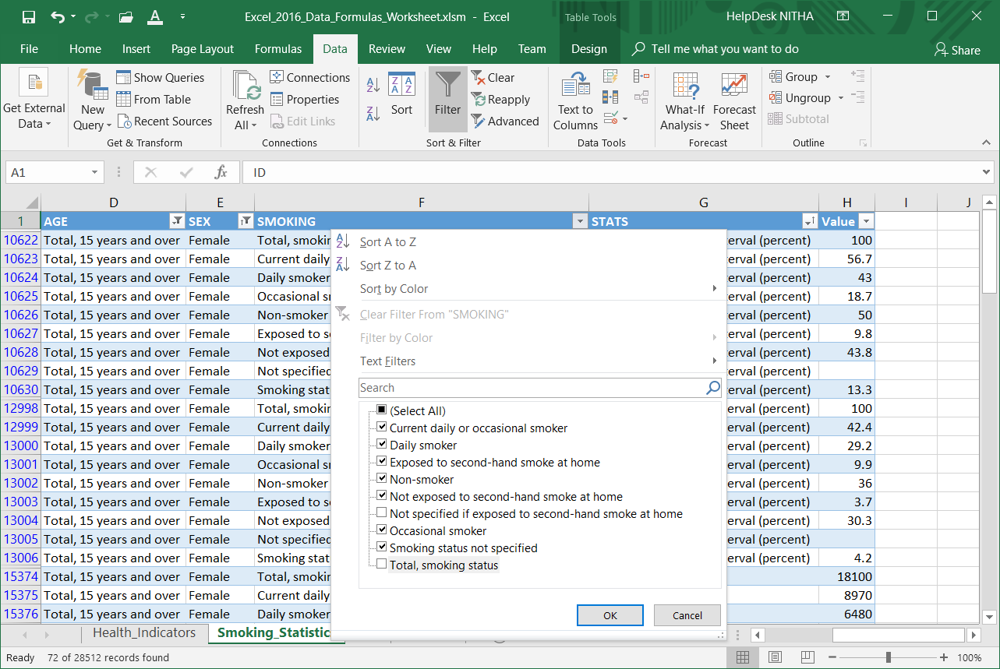 Excel_2016_Data_Formulas_Worksheet.xlsm - Excel
Table Tools
HelpDesk NITHA
File Home Insert Page Layout Formulas Data Review View Help Team Design Tell me what you want to do Share
Get External Data
New Query
Show Queries
From Table
Recent Sources
Get & Transform
Refresh All
Connections
Properties
Edit Links
Connections
Sort
Filter
Clear
Reapply
Advanced
Sort & Filter
Text to Columns
Data Tools
What-If Analysis
Forecast Sheet
Forecast
Group
Ungroup
Subtotal
Outline
A1 fx ID
D E F G H I J
1 AGE SEX SMOKING STATS Value
10622 Total, 15 years and over Female Total, smokin erval (percent) 100
10623 Total, 15 years and over Female Current daily erval (percent) 56.7
10624 Total, 15 years and over Female Daily smoker erval (percent) 43
10625 Total, 15 years and over Female Occasional sm erval (percent) 18.7
10626 Total, 15 years and over Female Non-smoker erval (percent) 50
10627 Total, 15 years and over Female Exposed to se erval (percent) 9.8
10628 Total, 15 years and over Female Not exposed erval (percent) 43.8
10629 Total, 15 years and over Female Not specified erval (percent)
10630 Total, 15 years and over Female Smoking stat erval (percent) 13.3
12998 Total, 15 years and over Female Total, smokin erval (percent) 100
12999 Total, 15 years and over Female Current daily erval (percent) 42.4
13000 Total, 15 years and over Female Daily smoker erval (percent) 29.2
13001 Total, 15 years and over Female Occasional sm erval (percent) 9.9
13002 Total, 15 years and over Female Non-smoker erval (percent) 36
13003 Total, 15 years and over Female Exposed to se erval (percent) 3.7
13004 Total, 15 years and over Female Not exposed erval (percent) 30.3
13005 Total, 15 years and over Female Not specified erval (percent)
13006 Total, 15 years and over Female Smoking stat erval (percent) 4.2
15374 Total, 15 years and over Female Total, smokin 18100
15375 Total, 15 years and over Female Current daily 8970
15376 Total, 15 years and over Female Daily smoker 6480
Sort A to Z
Sort Z to A
Sort by Color
Clear Filter From "SMOKING"
Filter by Color
Text Filters
Search
(Select All)
Current daily or occasional smoker
Daily smoker
Exposed to second-hand smoke at home
Non-smoker
Not exposed to second-hand smoke at home
Not specified if exposed to second-hand smoke at home
Occasional smoker
Smoking status not specified
Total, smoking status
OK Cancel
Health_Indicators Smoking_Statistic
Ready 72 of 28512 records found 100%